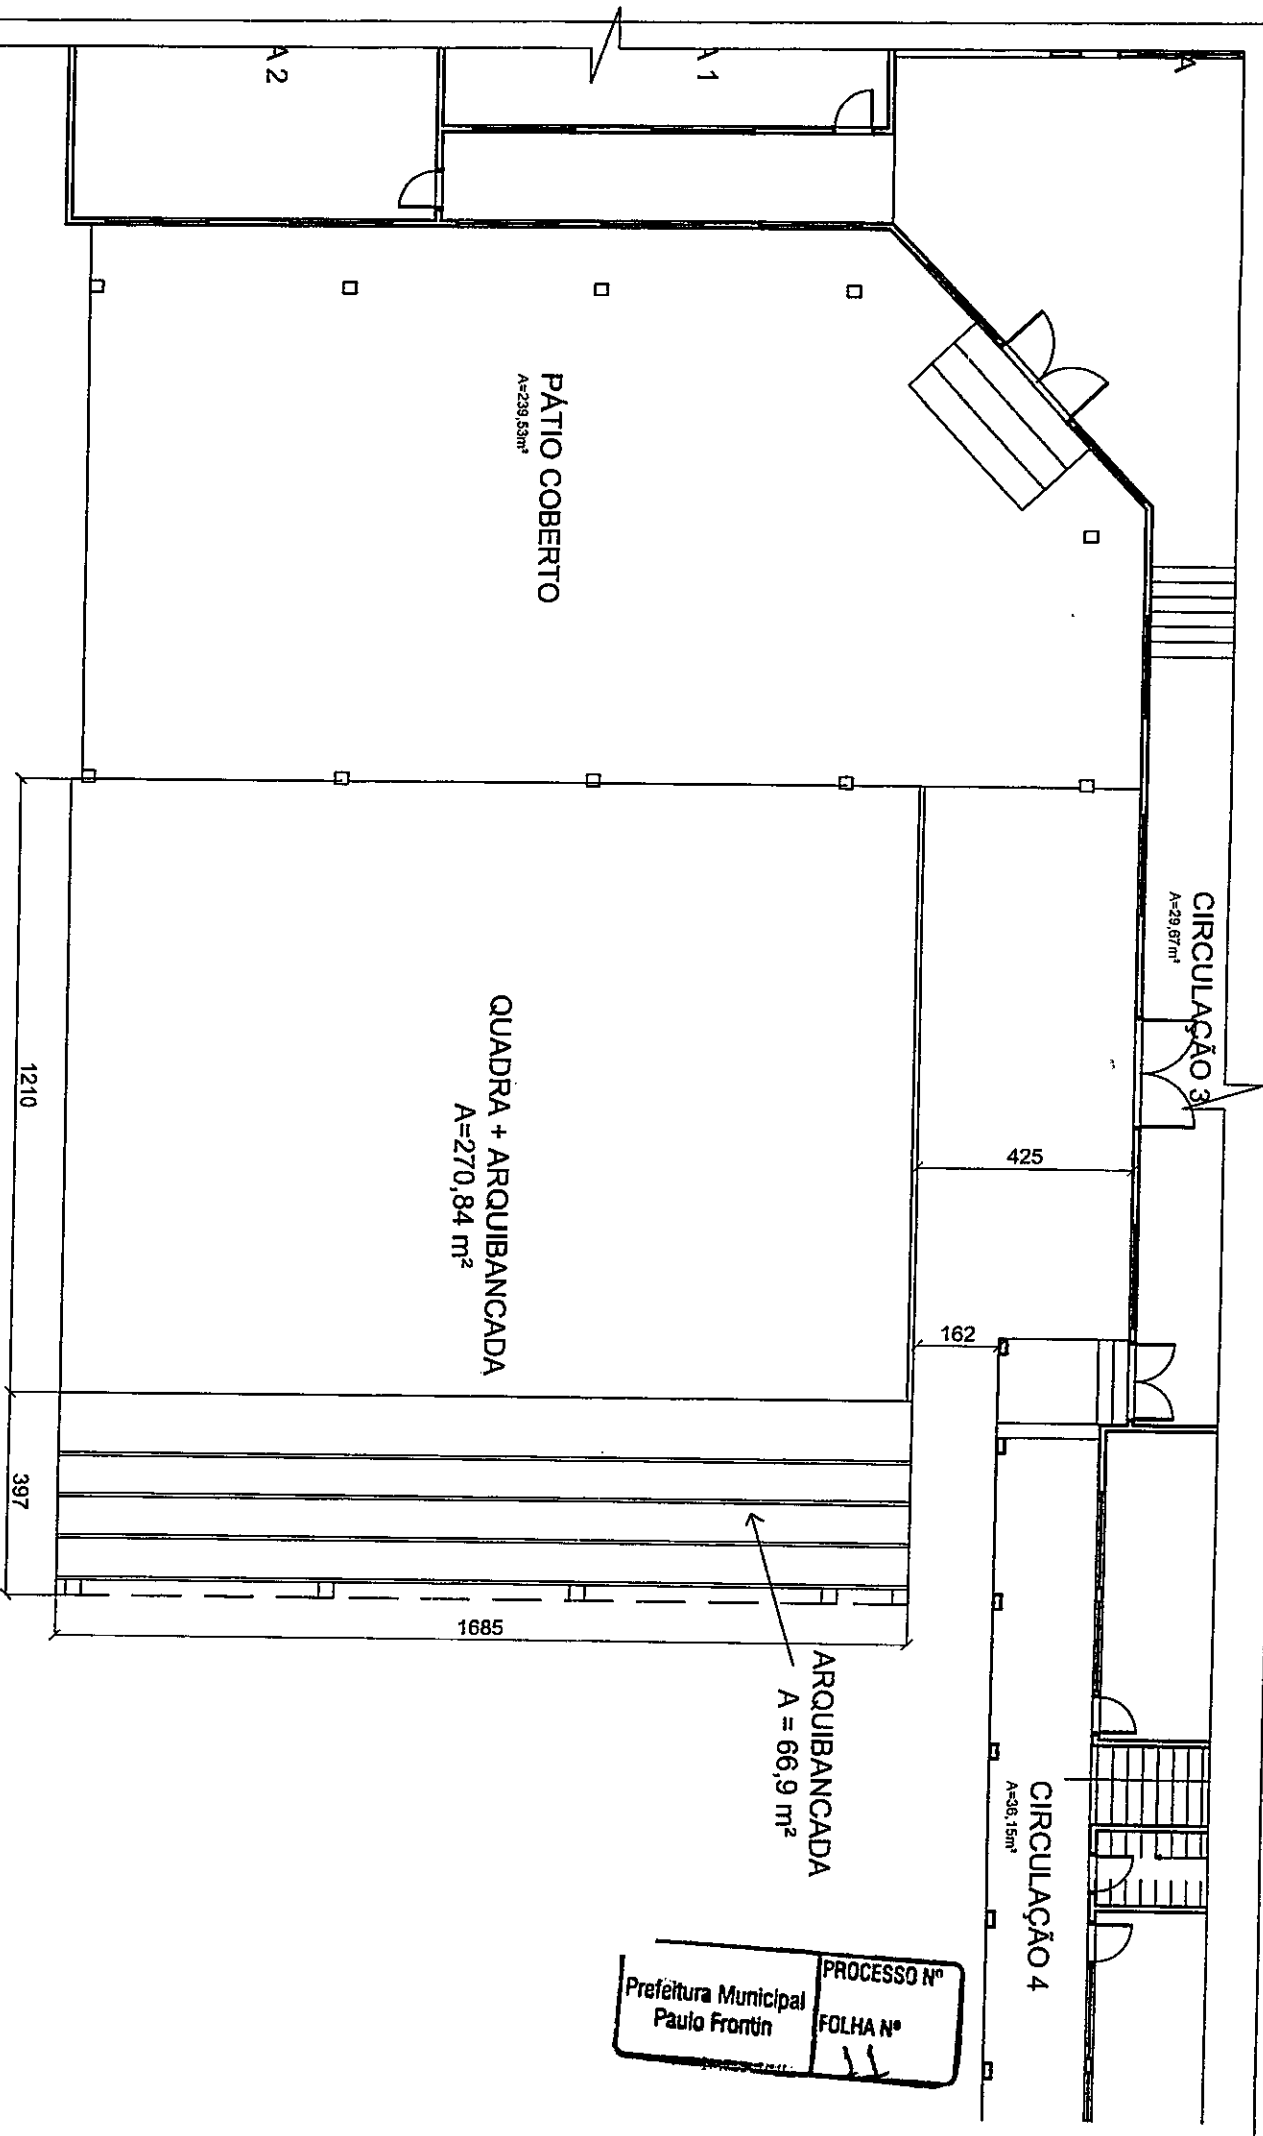 A 2
A 1
A
PÁTIO COBERTO
A=239,53m²
CIRCULAÇÃO 3
A=29,67m²
QUADRA + ARQUIBANCADA
A=270,84 m²
1210
425
162
397
1685
ARQUIBANCADA
A = 66,9 m²
CIRCULAÇÃO 4
A=36,15m²
Prefeitura Municipal
Paulo Frontin
PROCESSO Nº
FOLHA Nº